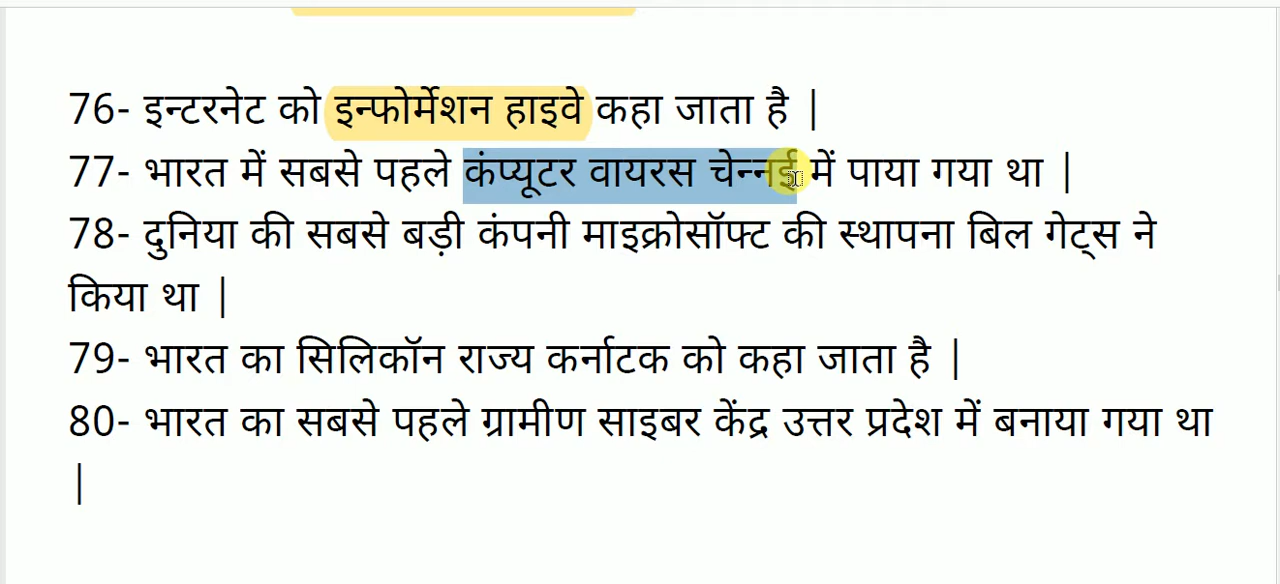 76- इन्टरनेट को इन्फोर्मेशन हाइवे कहा जाता है |
77- भारत में सबसे पहले कंप्यूटर वायरस चेन्नई में पाया गया था |
78- दुनिया की सबसे बड़ी कंपनी माइक्रोसॉफ्ट की स्थापना बिल गेट्स ने
किया था |
79- भारत का सिलिकॉन राज्य कर्नाटक को कहा जाता है |
80- भारत का सबसे पहले ग्रामीण साइबर केंद्र उत्तर प्रदेश में बनाया गया था
|